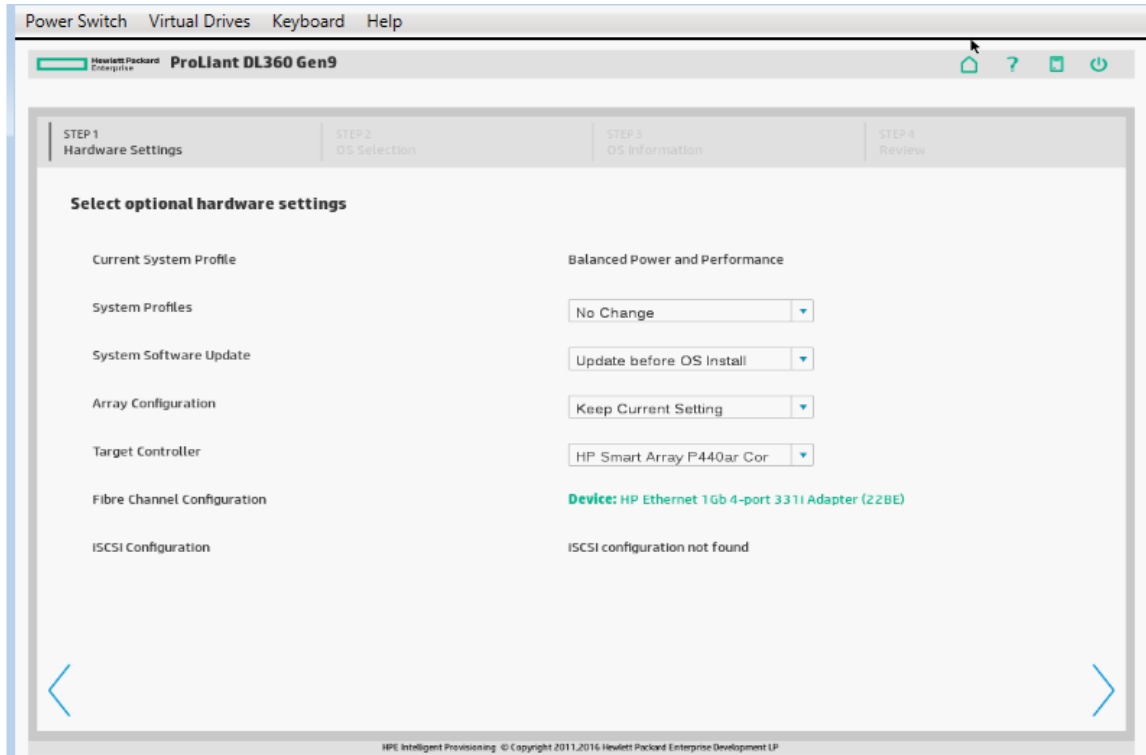 Power Switch Virtual Drives Keyboard Help
Hewlett Packard
Enterprise
ProLiant DL360 Gen9
?
STEP 1
Hardware Settings
STEP 2
OS Selection
STEP 3
OS Information
STEP 4
Review
Select optional hardware settings
Current System Profile Balanced Power and Performance
System Profiles No Change
System Software Update Update before OS Install
Array Configuration Keep Current Setting
Target Controller HP Smart Array P440ar Cor
Fibre Channel Configuration Device: HP Ethernet 1Gb 4-port 331i Adapter (22BE)
iSCSI Configuration iSCSI configuration not found
HPE Intelligent Provisioning © Copyright 2011,2016 Hewlett Packard Enterprise Development LP